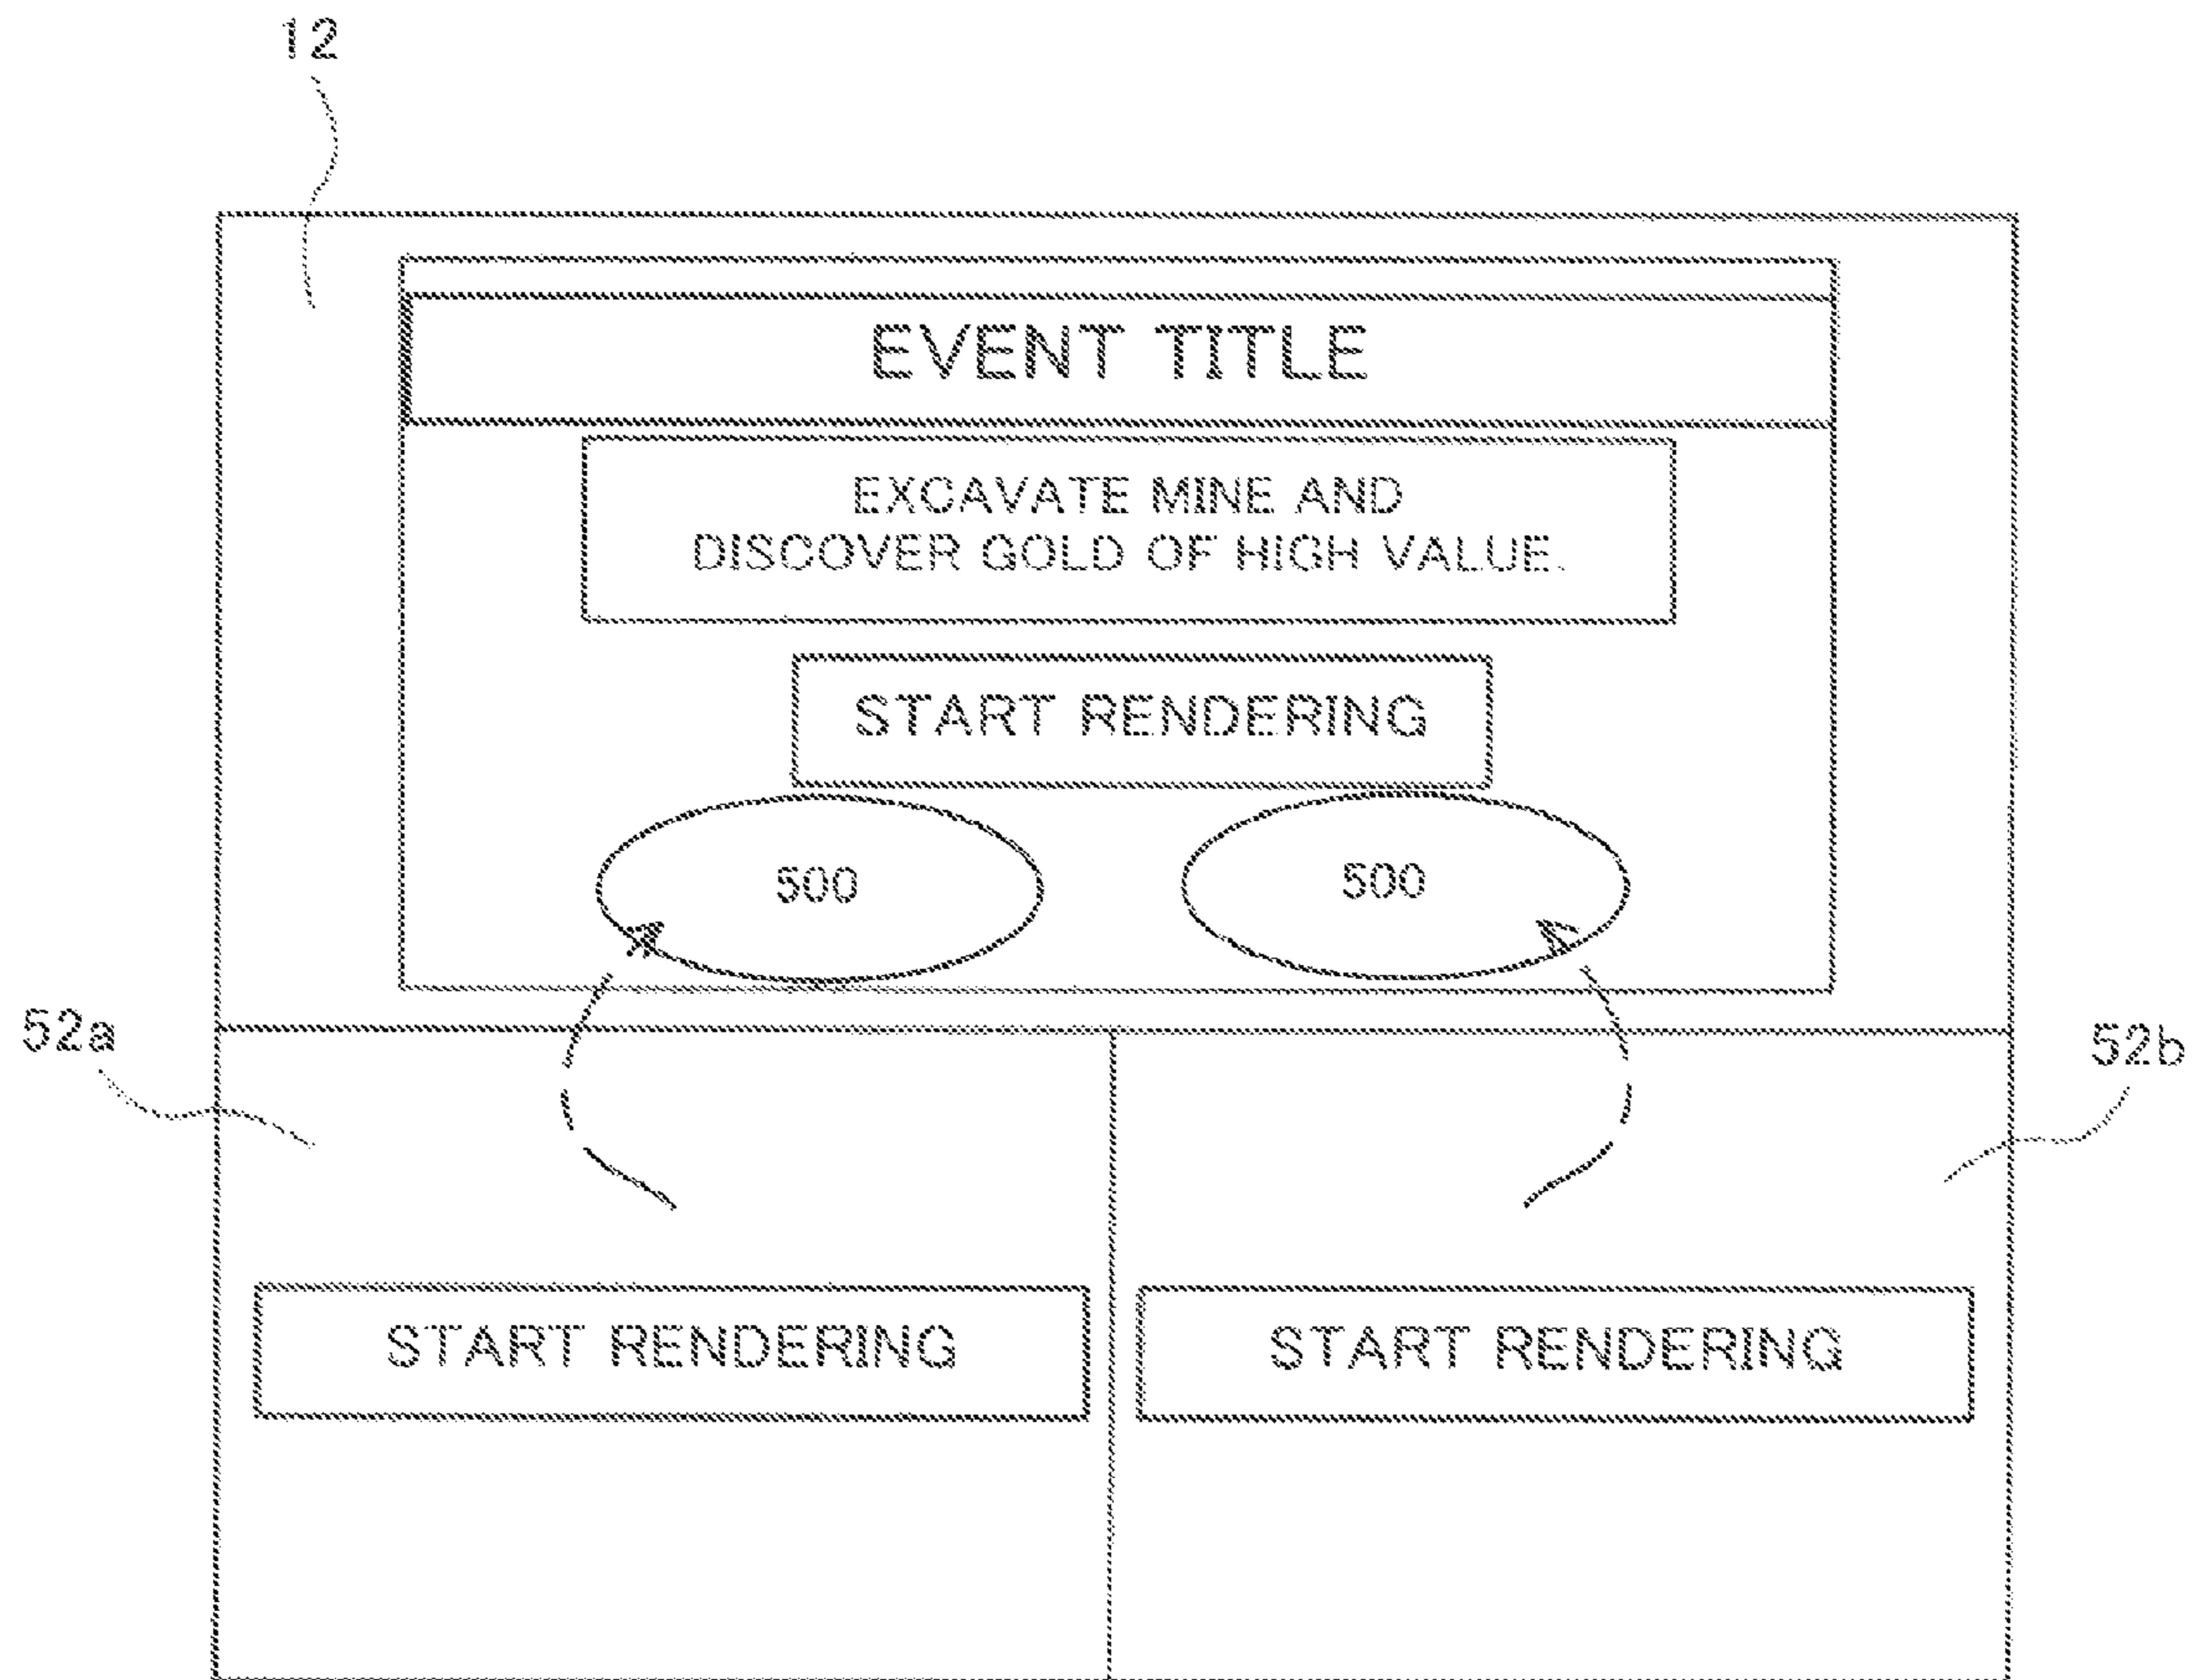 12
EVENT TITLE
EXCAVATE MINE AND
DISCOVER GOLD OF HIGH VALUE.
START RENDERING
500 500
52a 52b
START RENDERING START RENDERING